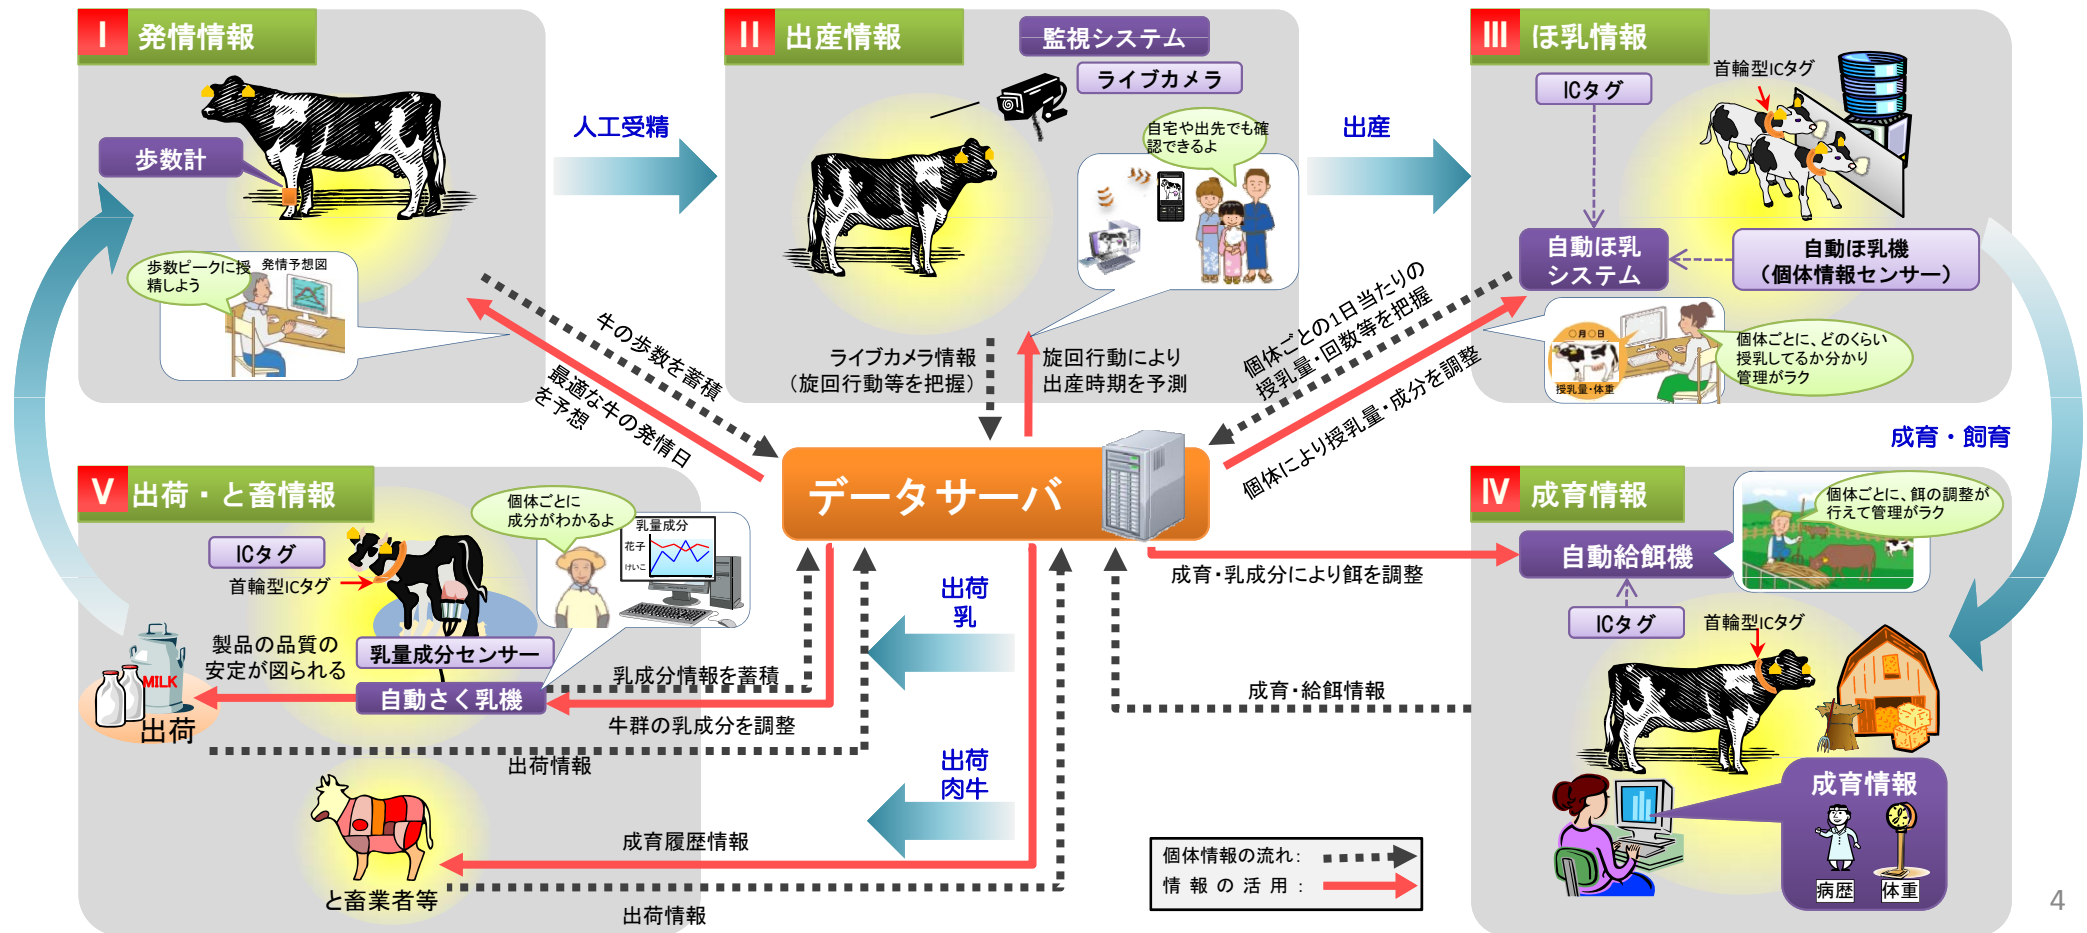 Ⅰ 発情情報
歩数計
歩数ピークに授
精しよう
発情予想図
人工受精
Ⅱ 出産情報
監視システム
ライブカメラ
自宅や出先でも確
認できるよ
出産
Ⅲ ほ乳情報
ICタグ
首輪型ICタグ
自動ほ乳
システム
自動ほ乳機
（個体情報センサー）
〇月〇日
授乳量・体重
個体ごとに、どのくらい
授乳してるか分かり
管理がラク
牛の歩数を蓄積
最適な牛の発情日
を予想
ライブカメラ情報
（旋回行動等を把握）
旋回行動により
出産時期を予測
個体ごとの1日当たりの
授乳量・回数等を把握
個体により授乳量・成分を調整
成育・飼育
データサーバ
Ⅳ 成育情報
個体ごとに、餌の調整が
行えて管理がラク
自動給餌機
ICタグ
首輪型ICタグ
成育・乳成分により餌を調整
成育・給餌情報
成育情報
病歴
体重
Ⅴ 出荷・と畜情報
ICタグ
首輪型ICタグ
個体ごとに
成分がわかるよ
乳量成分
花子
けいこ
製品の品質の
安定が図られる
乳量成分センサー
自動さく乳機
MILK
出荷
乳成分情報を蓄積
牛群の乳成分を調整
出荷情報
出荷
乳
出荷
肉牛
成育履歴情報
と畜業者等
出荷情報
個体情報の流れ：
情報の活用：
4